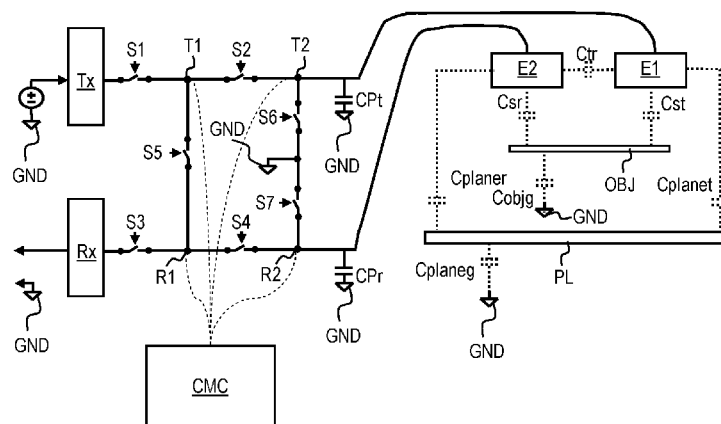 S1
T1
S2
T2
Tx
GND
S6
GND
CPt
GND
S5
S7
Rx
S3
S4
R1
R2
CPr
GND
GND
CMC
E2
Ctr
E1
Csr
Cst
OBJ
Cplaner
Cobjg
GND
Cplanet
Cplaneg
PL
GND